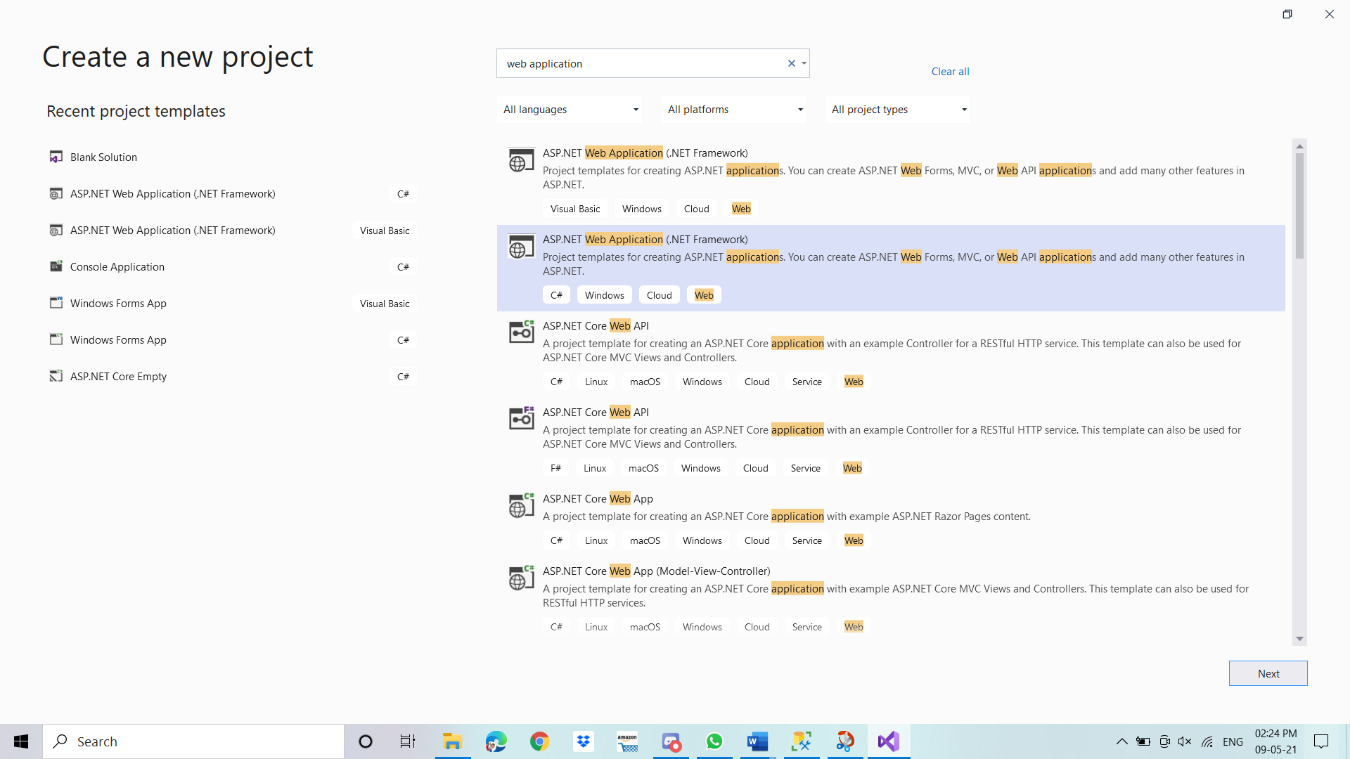 Create a new project
web application
Clear all
Recent project templates
All languages
All platforms
All project types
Blank Solution
ASP.NET Web Application (.NET Framework) C#
ASP.NET Web Application (.NET Framework) Visual Basic
Console Application C#
Windows Forms App Visual Basic
Windows Forms App C#
ASP.NET Core Empty C#
ASP.NET Web Application (.NET Framework)
Project templates for creating ASP.NET applications. You can create ASP.NET Web Forms, MVC, or Web API applications and add many other features in
ASP.NET.
Visual Basic Windows Cloud Web
ASP.NET Web Application (.NET Framework)
Project templates for creating ASP.NET applications. You can create ASP.NET Web Forms, MVC, or Web API applications and add many other features in
ASP.NET.
C# Windows Cloud Web
ASP.NET Core Web API
A project template for creating an ASP.NET Core application with an example Controller for a RESTful HTTP service. This template can also be used for
ASP.NET Core MVC Views and Controllers.
C# Linux macOS Windows Cloud Service Web
ASP.NET Core Web API
A project template for creating an ASP.NET Core application with an example Controller for a RESTful HTTP service. This template can also be used for
ASP.NET Core MVC Views and Controllers.
F# Linux macOS Windows Cloud Service Web
ASP.NET Core Web App
A project template for creating an ASP.NET Core application with example ASP.NET Razor Pages content.
C# Linux macOS Windows Cloud Service Web
ASP.NET Core Web App (Model-View-Controller)
A project template for creating an ASP.NET Core application with example ASP.NET Core MVC Views and Controllers. This template can also be used for
RESTful HTTP services.
C# Linux macOS Windows Cloud Service Web
Next
Search
amazon
ENG
02:24 PM
09-05-21